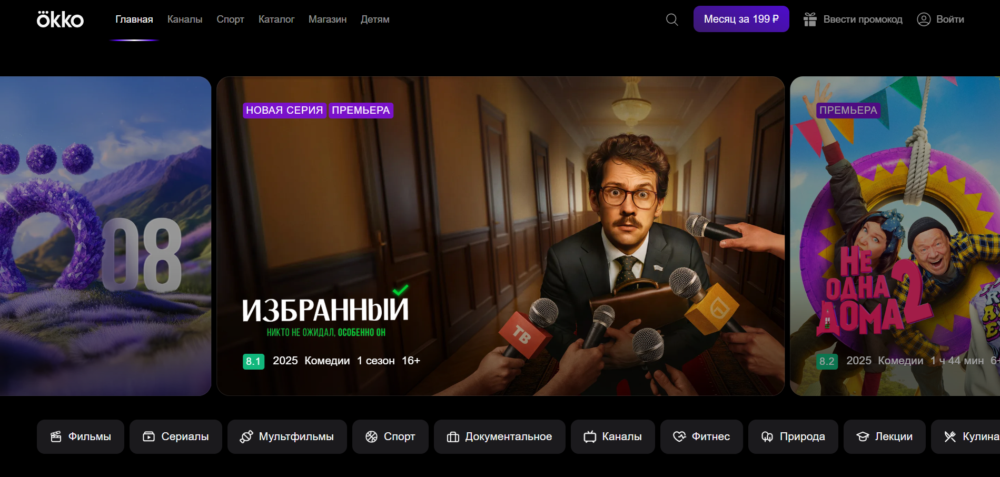 okko
Главная
Каналы
Спорт
Каталог
Магазин
Детям
Месяц за 199 ₽
Ввести промокод
Войти
08
НОВАЯ СЕРИЯ
ПРЕМЬЕРА
ТВ
ИЗБРАННЫЙ
НИКТО НЕ ОЖИДАЛ, ОСОБЕННО ОН
8.1 2025 Комедии 1 сезон 16+
ПРЕМЬЕРА
НЕ
ОДНА
ДОМА 2
8.2 2025 Комедии 1 ч 44 мин 6+
Фильмы
Сериалы
Мультфильмы
Спорт
Документальное
Каналы
Фитнес
Природа
Лекции
Кулина